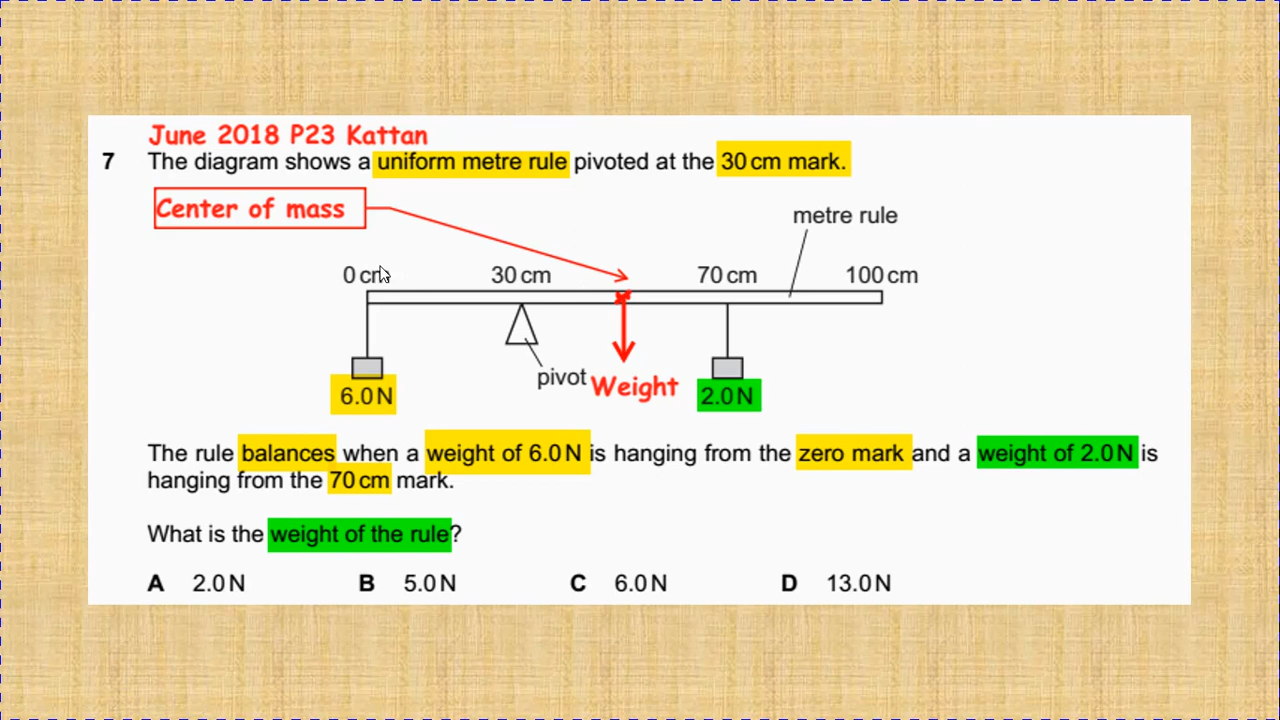 June 2018 P23 Kattan
7 The diagram shows a uniform metre rule pivoted at the 30 cm mark.
Center of mass
metre rule
0 cm 30 cm 70 cm 100 cm
pivot Weight
6.0 N 2.0 N
The rule balances when a weight of 6.0 N is hanging from the zero mark and a weight of 2.0 N is
hanging from the 70 cm mark.
What is the weight of the rule?
A 2.0 N B 5.0 N C 6.0 N D 13.0 N